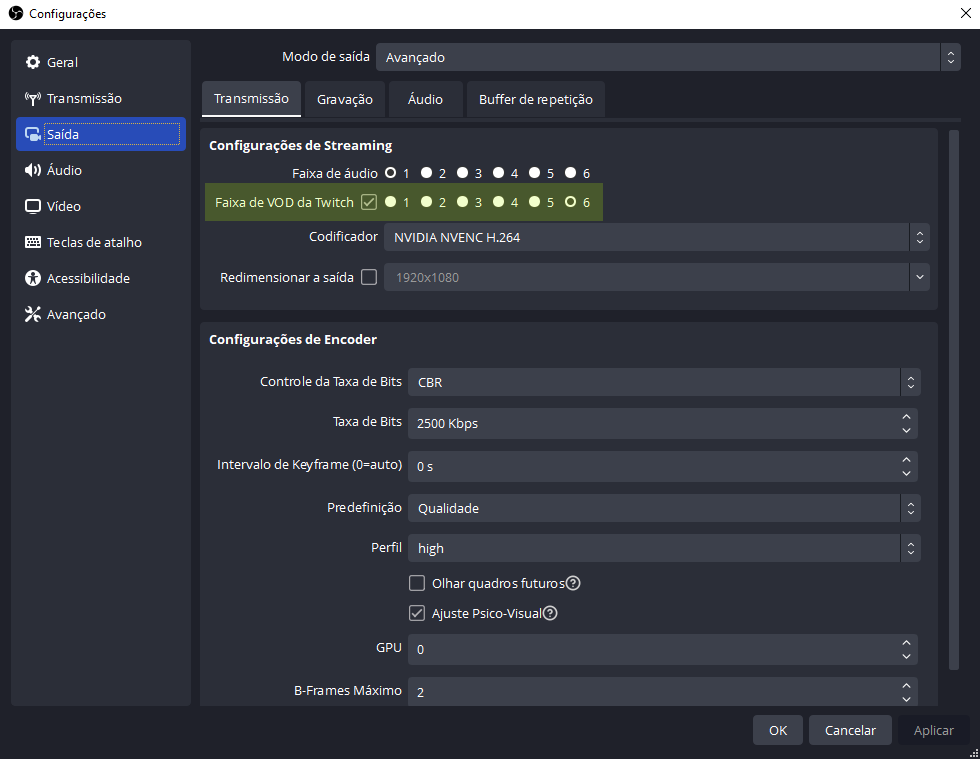 Configurações
Geral
Transmissão
Saída
Áudio
Vídeo
Teclas de atalho
Acessibilidade
Avançado
Modo de saída Avançado
Transmissão Gravação Áudio Buffer de repetição
Configurações de Streaming
Faixa de áudio 1 2 3 4 5 6
Faixa de VOD da Twitch 1 2 3 4 5 6
Codificador NVIDIA NVENC H.264
Redimensionar a saída 1920x1080
Configurações de Encoder
Controle da Taxa de Bits CBR
Taxa de Bits 2500 Kbps
Intervalo de Keyframe (0=auto) 0 s
Predefinição Qualidade
Perfil high
Olhar quadros futuros ?
Ajuste Psico-Visual ?
GPU 0
B-Frames Máximo 2
OK Cancelar Aplicar